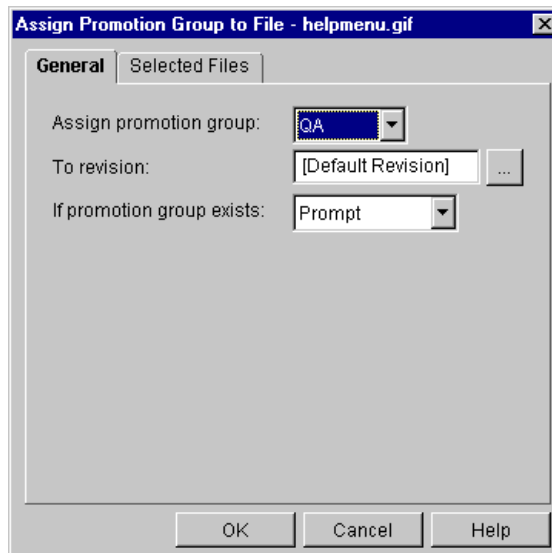 Assign Promotion Group to File - helpmenu.gif
General Selected Files
Assign promotion group: QA
To revision: [Default Revision] ...
If promotion group exists: Prompt
OK Cancel Help